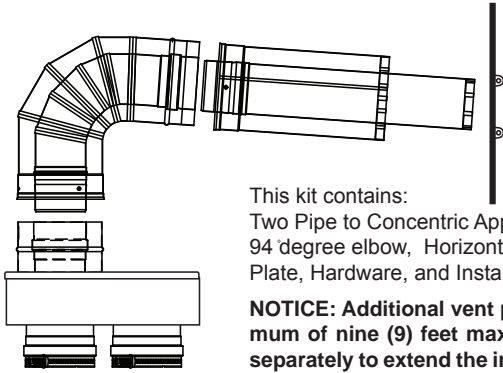 This kit contains:
Two Pipe to Concentric App
94 °degree elbow, Horizont
Plate, Hardware, and Insta
NOTICE: Additional vent p
mum of nine (9) feet max
separately to extend the in